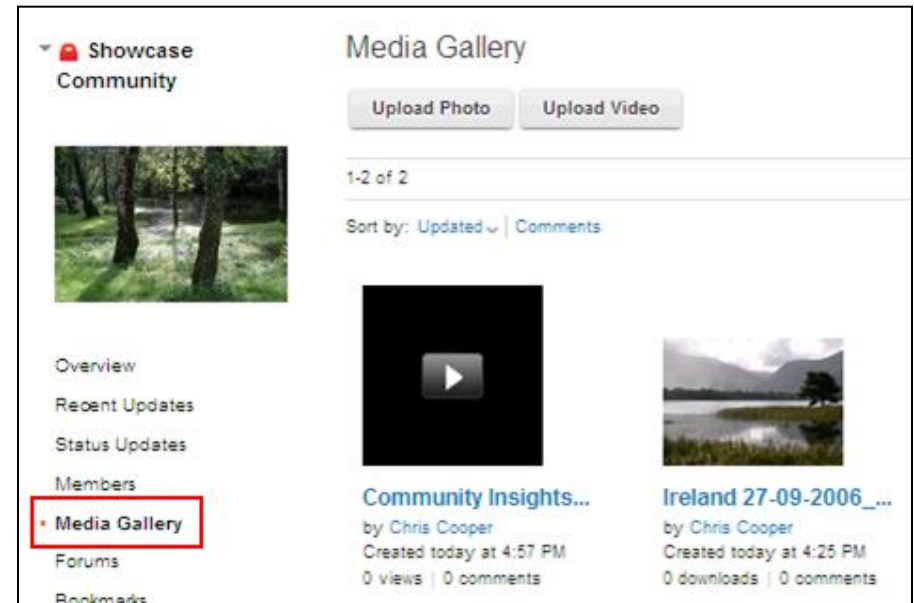 Showcase
Community
Overview
Recent Updates
Status Updates
Members
Media Gallery
Forums
Bookmarks
Media Gallery
Upload Photo Upload Video
1-2 of 2
Sort by: Updated | Comments
Community Insights...
by Chris Cooper
Created today at 4:57 PM
0 views | 0 comments
Ireland 27-09-2006_...
by Chris Cooper
Created today at 4:25 PM
0 downloads | 0 comments